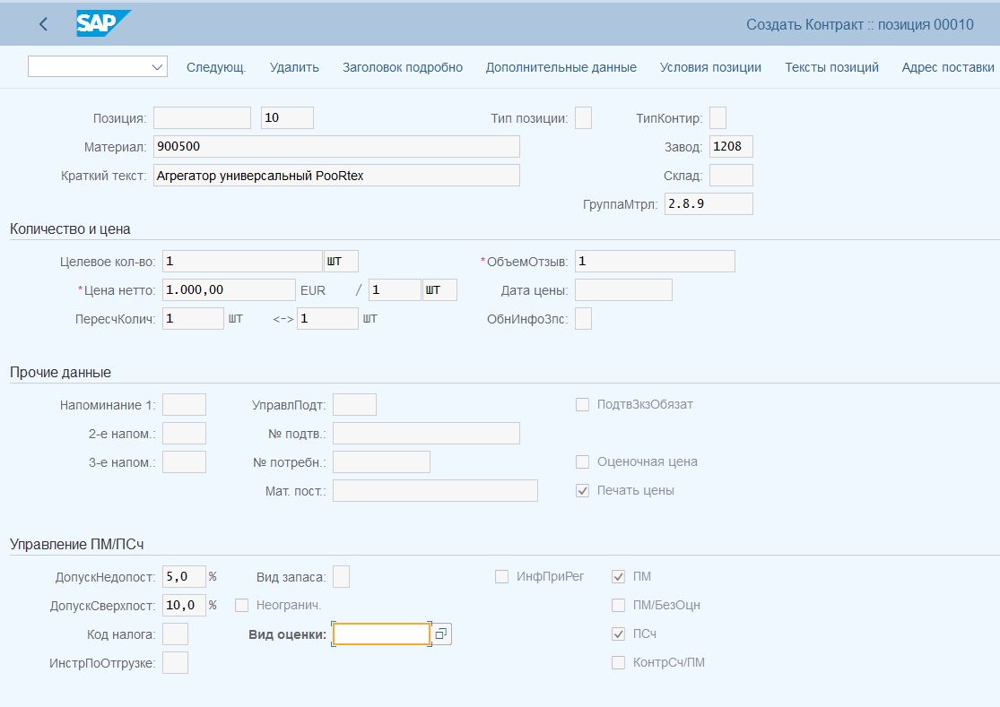 SAP Создать Контракт :: позиция 00010
Следующ. Удалить Заголовок подробно Дополнительные данные Условия позиции Тексты позиций Адрес поставки
Позиция: 10 Тип позиции: ТипКонтир:
Материал: 900500 Завод: 1208
Краткий текст: Агрегатор универсальный PooRtex Склад:
ГруппаМтрл: 2.8.9
Количество и цена
Целевое кол-во: 1 ШТ *ОбъемОтзыв: 1
*Цена нетто: 1.000,00 EUR / 1 ШТ Дата цены:
ПересчКолич: 1 ШТ <-> 1 ШТ ОбнИнфоЗпс:
Прочие данные
Напоминание 1: УправлПодт: ПодтвЗкзОбязат
2-е напом.: № подтв.:
3-е напом.: № потребн.: Оценочная цена
Мат. пост.: Печать цены
Управление ПМ/ПСч
ДопускНедопост: 5,0 % Вид запаса: ИнфПриРег ПМ
ДопускСверхпост: 10,0 % Неогранич. ПМ/БезОцн
Код налога: Вид оценки: ПСч
ИнстрПоОтгрузке: КонтрСч/ПМ